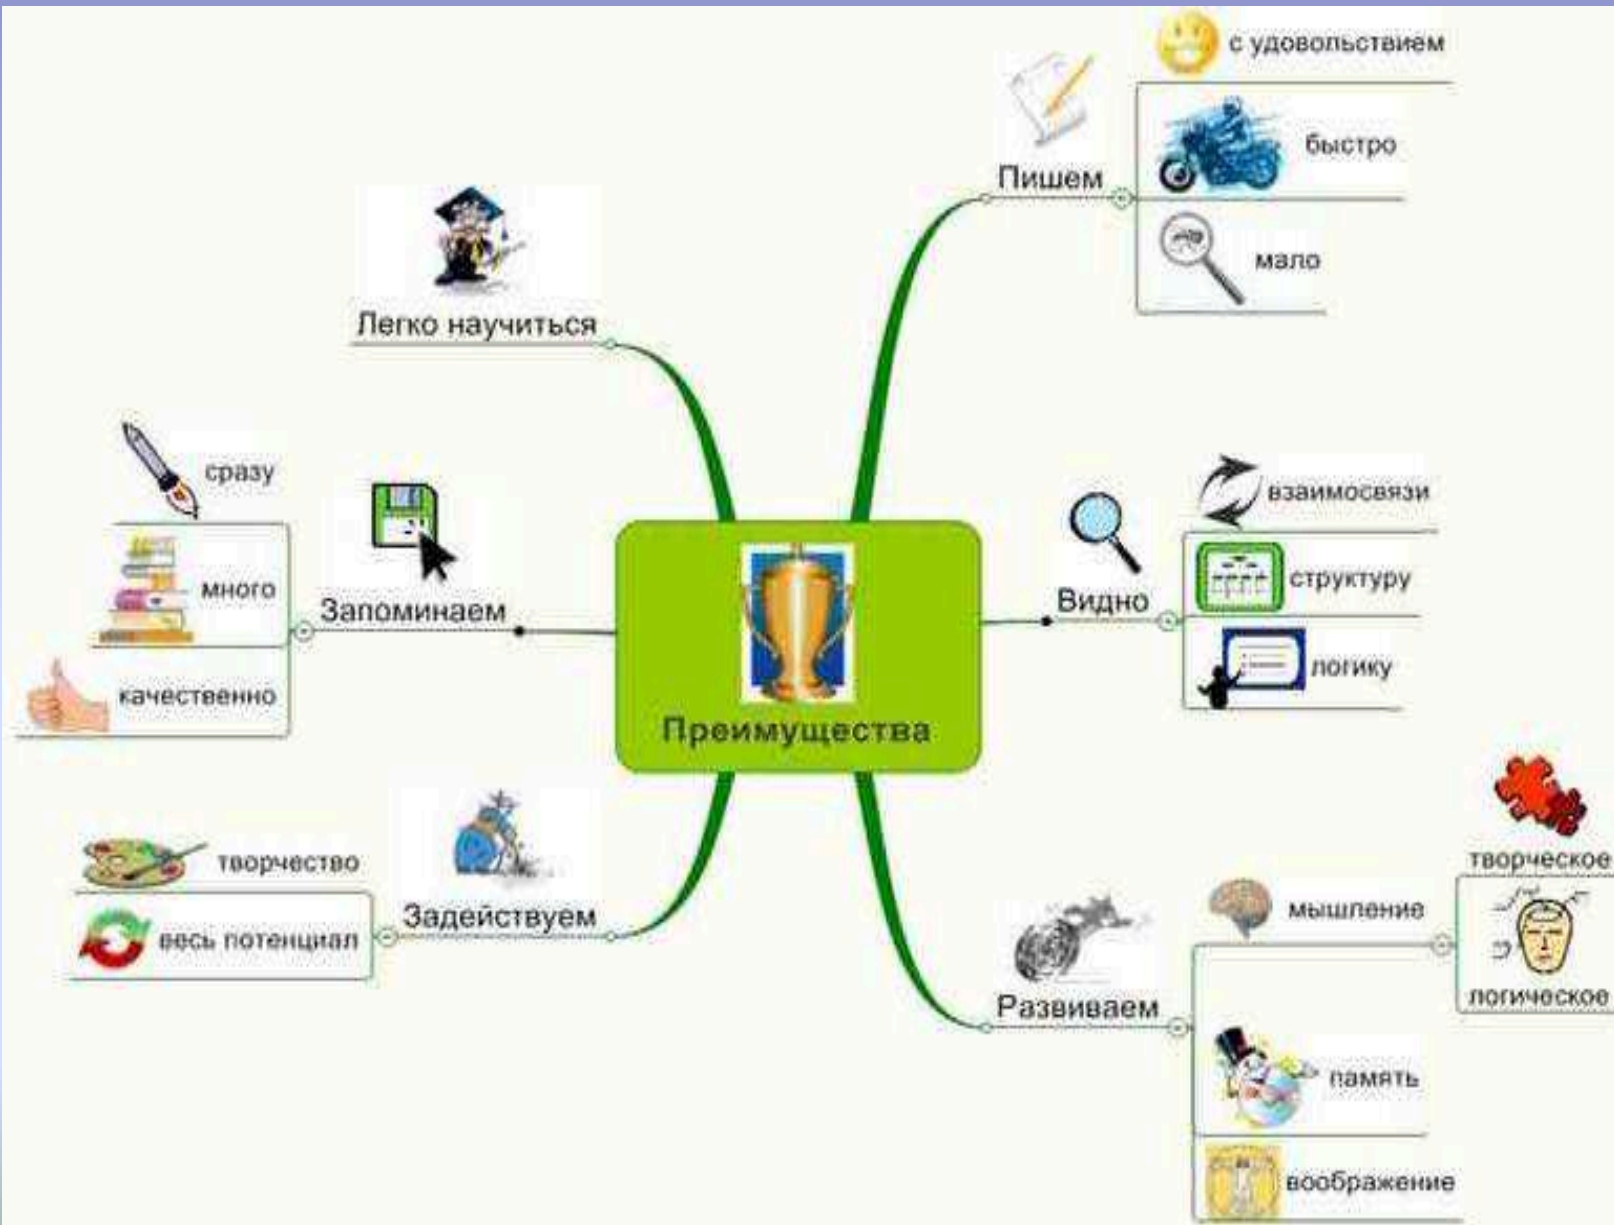 с удовольствием
быстро
Пишем
мало
Легко научиться
сразу
много
Запоминаем
качественно
взаимосвязи
Видно
структуру
логику
Преимущества
творчество
Задействуем
весь потенциал
творческое
мышление
логическое
Развиваем
память
воображение